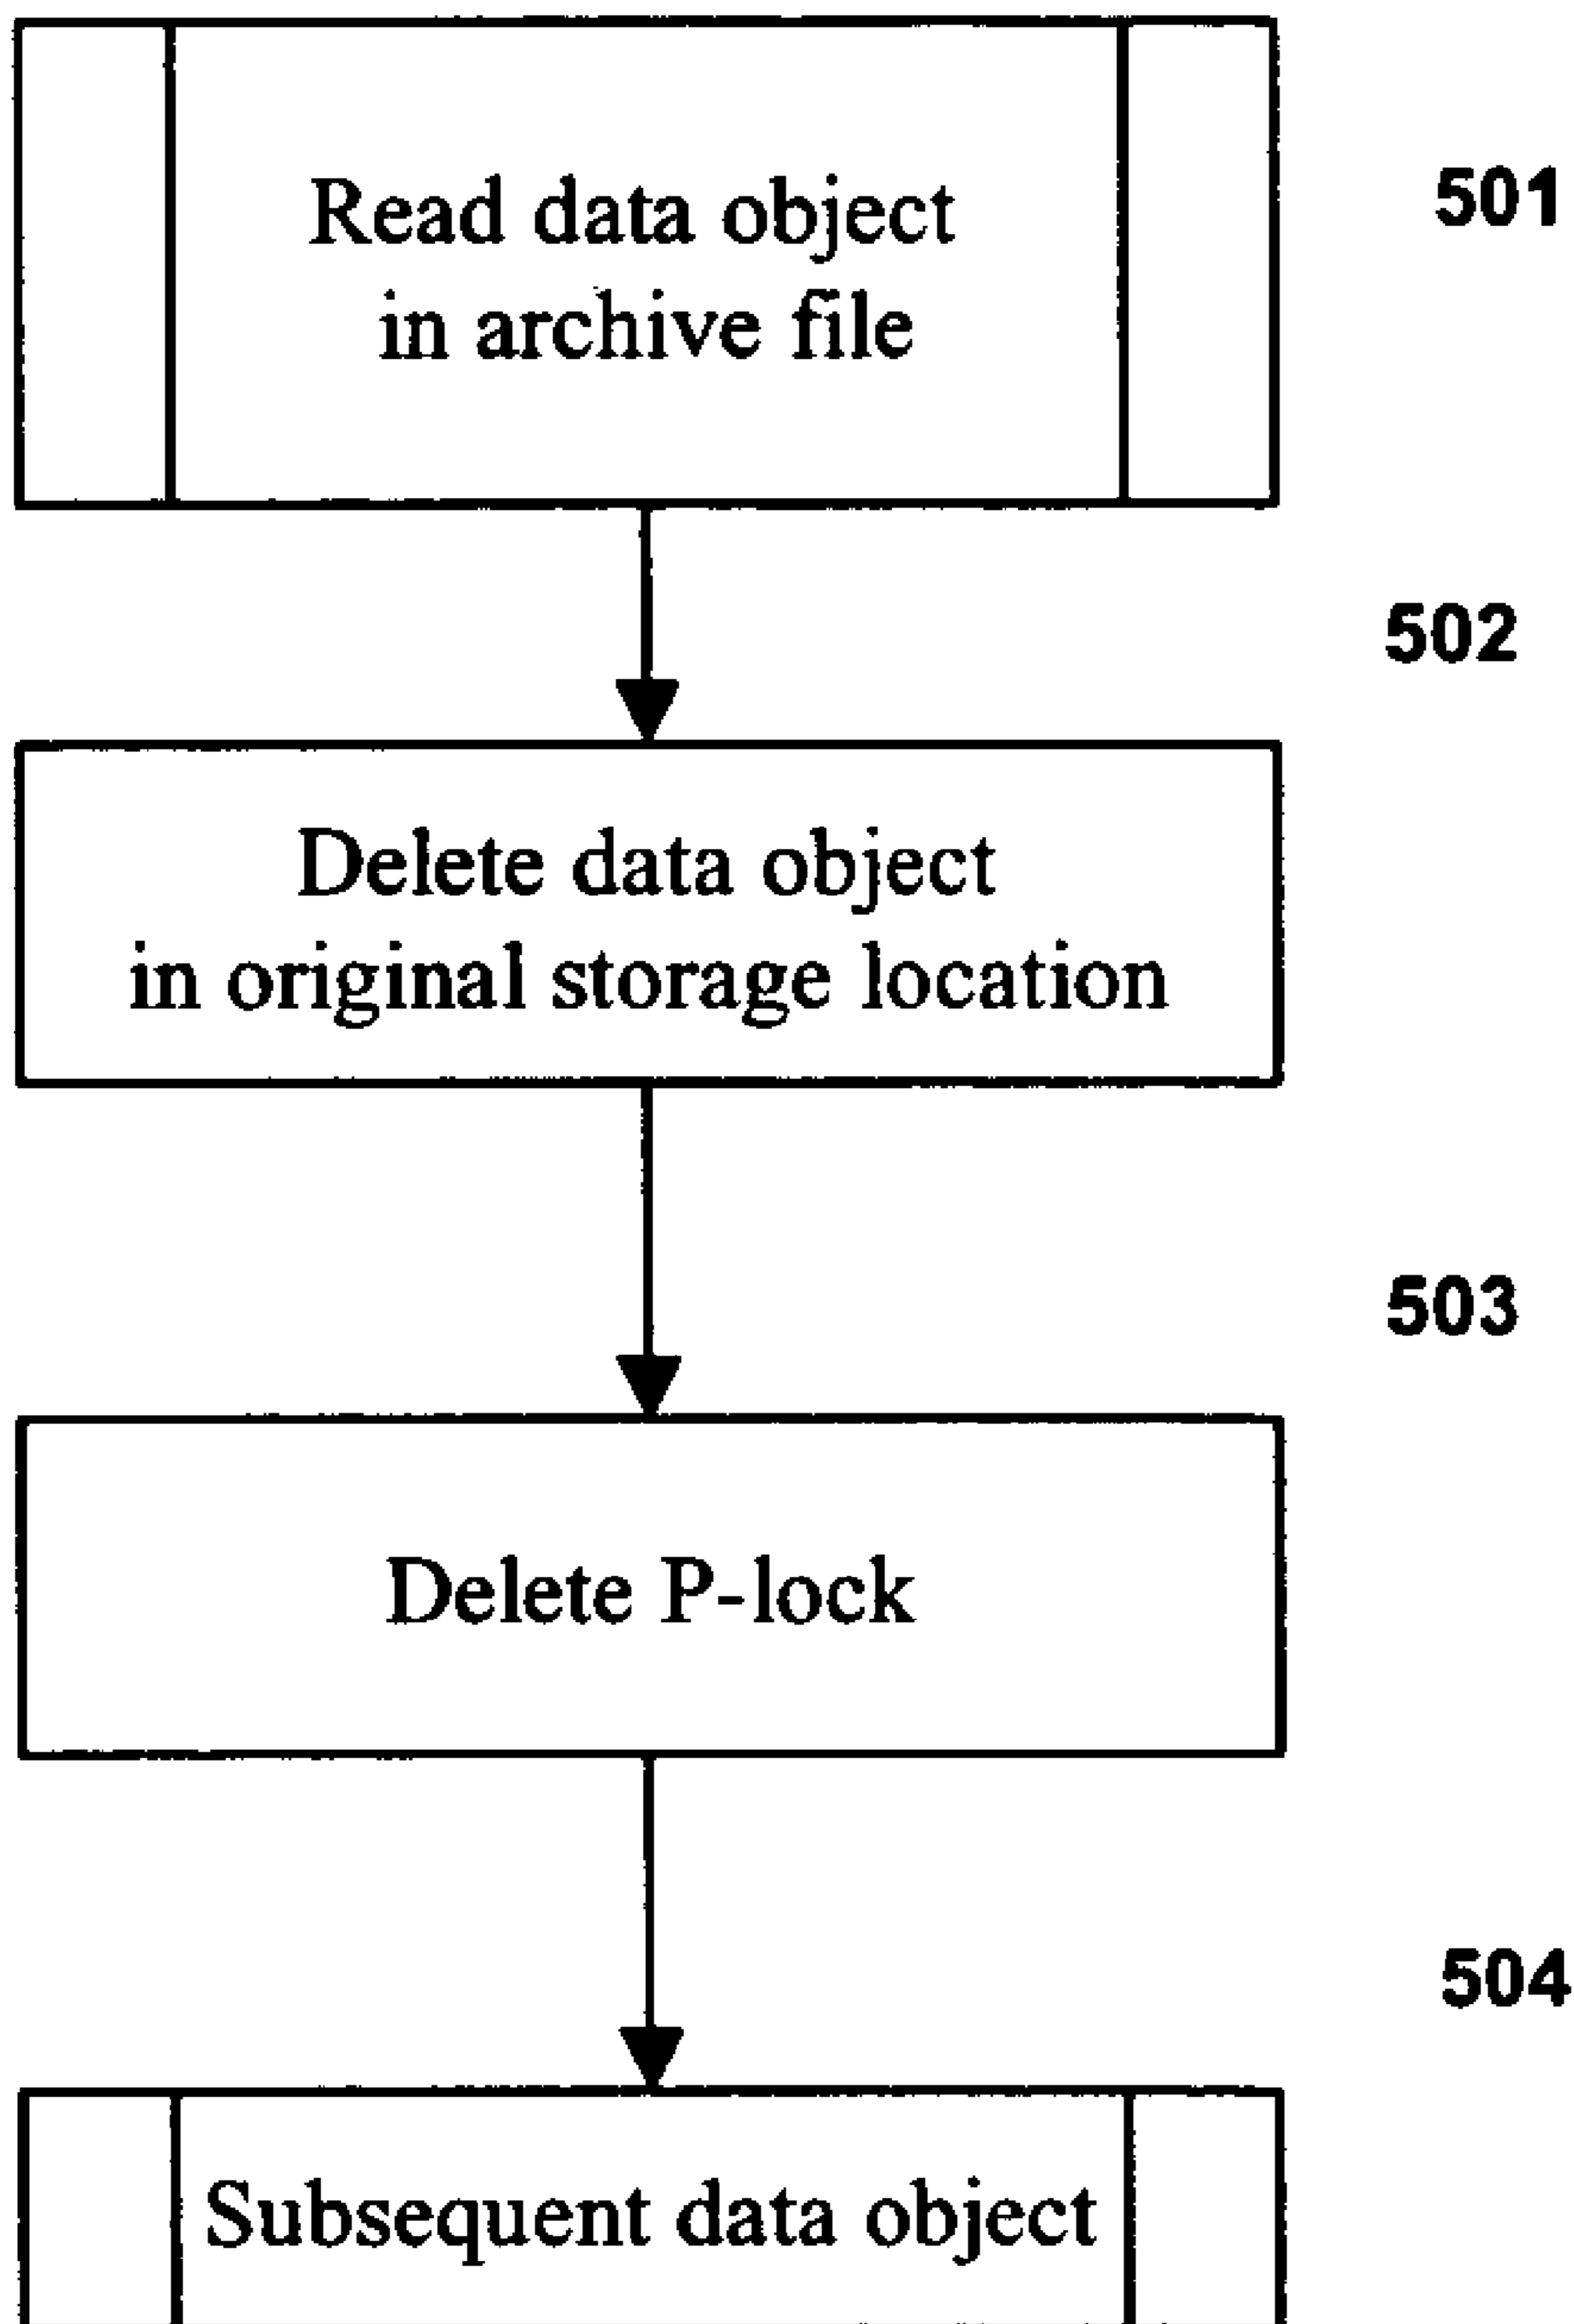 Read data object
in archive file
501
502
Delete data object
in original storage location
503
Delete P-lock
504
Subsequent data object